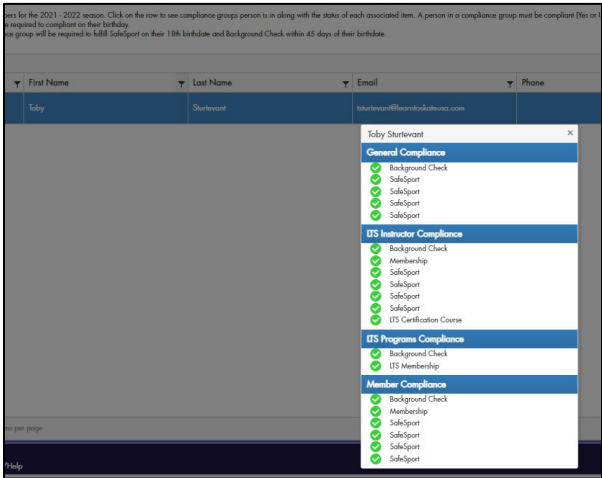 bers for the 2021 - 2022 season. Click on the row to see compliance groups person is in along with the status of each associated item. A person in a compliance group must be compliant (Yes or U
e required to compliant on their birthday.
ce group will be required to fulfill SafeSport on their 18th birthdate and Background Check within 45 days of their birthdate.
First Name Last Name Email Phone
Toby Sturtevant tsturtevant@learntoskateusa.com
Toby Sturtevant ×
General Compliance
Background Check
SafeSport
SafeSport
SafeSport
SafeSport
LTS Instructor Compliance
Background Check
Membership
SafeSport
SafeSport
SafeSport
SafeSport
LTS Certification Course
LTS Programs Compliance
Background Check
LTS Membership
Member Compliance
Background Check
Membership
SafeSport
SafeSport
SafeSport
SafeSport
ms per page
/Help